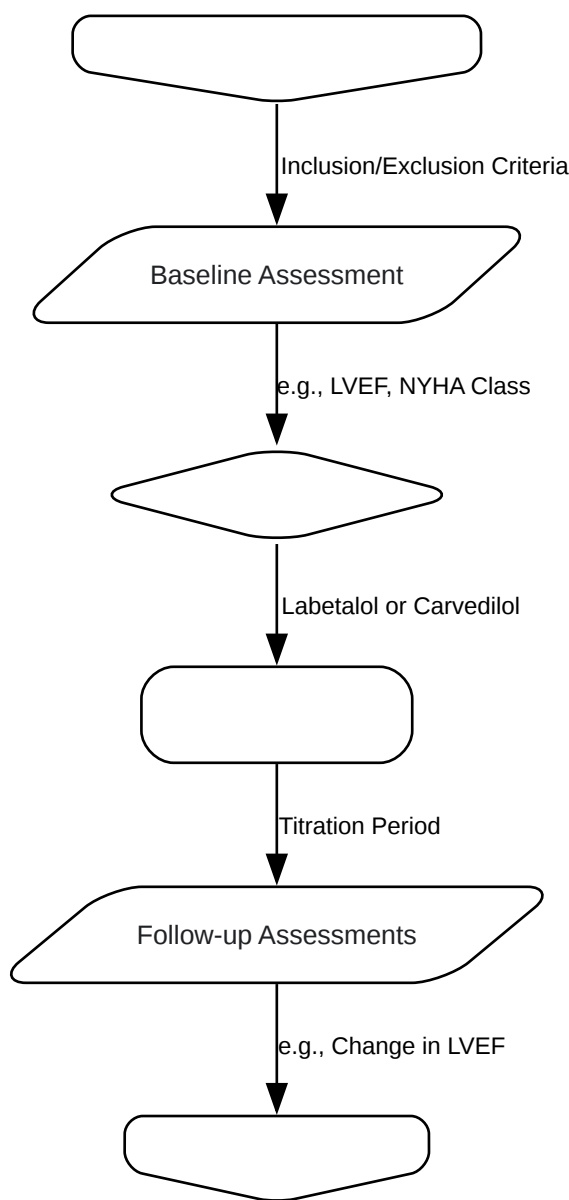 Inclusion/Exclusion Criteria
Baseline Assessment
e.g., LVEF, NYHA Class
Labetalol or Carvedilol
Titration Period
Follow-up Assessments
e.g., Change in LVEF